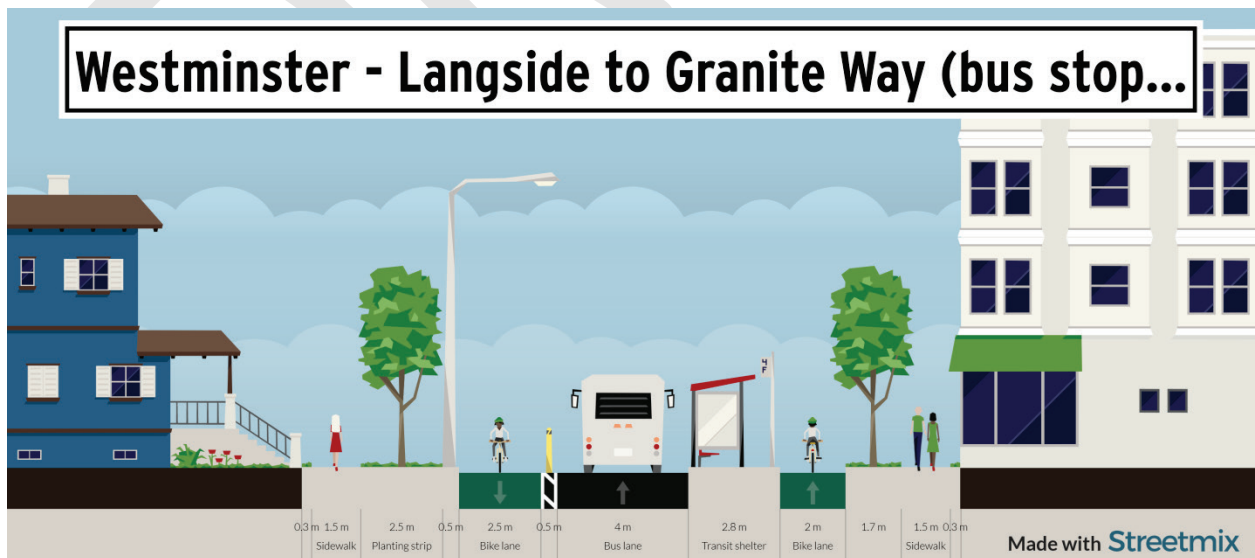 Westminster - Langside to Granite Way (bus stop...
4
F
0.3 m 1.5 m 2.5 m 0.5 m 2.5 m 0.5 m 4 m 2.8 m 2 m 1.7 m 1.5 m 0.3 m
Sidewalk Planting strip Bike lane Bus lane Transit shelter Bike lane Sidewalk
Made with Streetmix